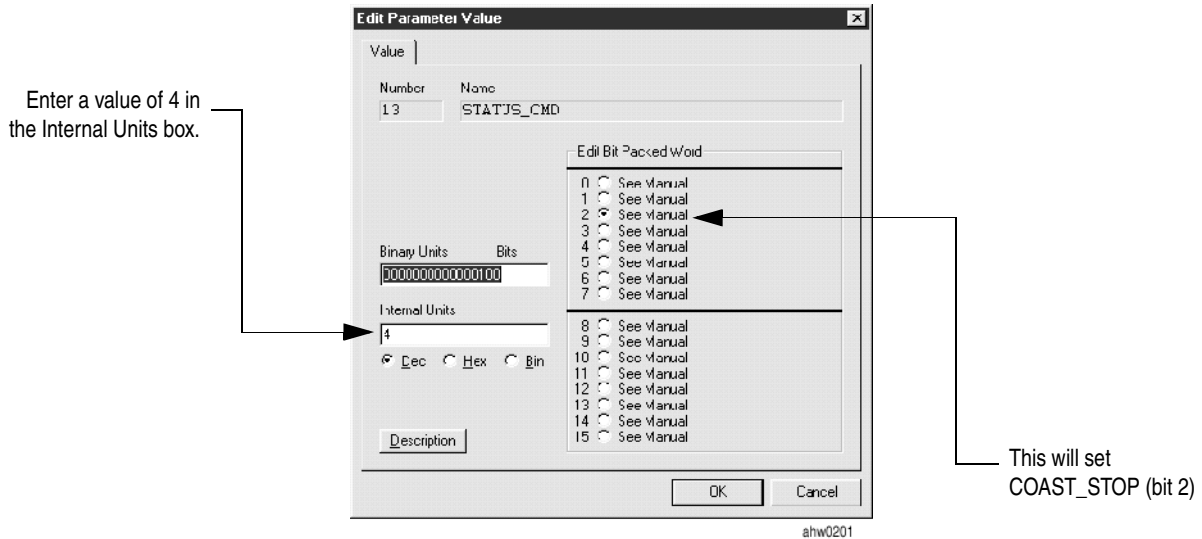 Edit Parameter Value
Value
Number Name
13 STATUS_CMD
Enter a value of 4 in
the Internal Units box.
Edit Bit Packed Word
0 See Manual
1 See Manual
2 See Manual
3 See Manual
4 See Manual
5 See Manual
6 See Manual
7 See Manual
Binary Units Bits
0000000000000100
Internal Units
4
Dec Hex Bin
8 See Manual
9 See Manual
10 See Manual
11 See Manual
12 See Manual
13 See Manual
14 See Manual
15 See Manual
Description
This will set
COAST_STOP (bit 2)
OK Cancel
ahw0201